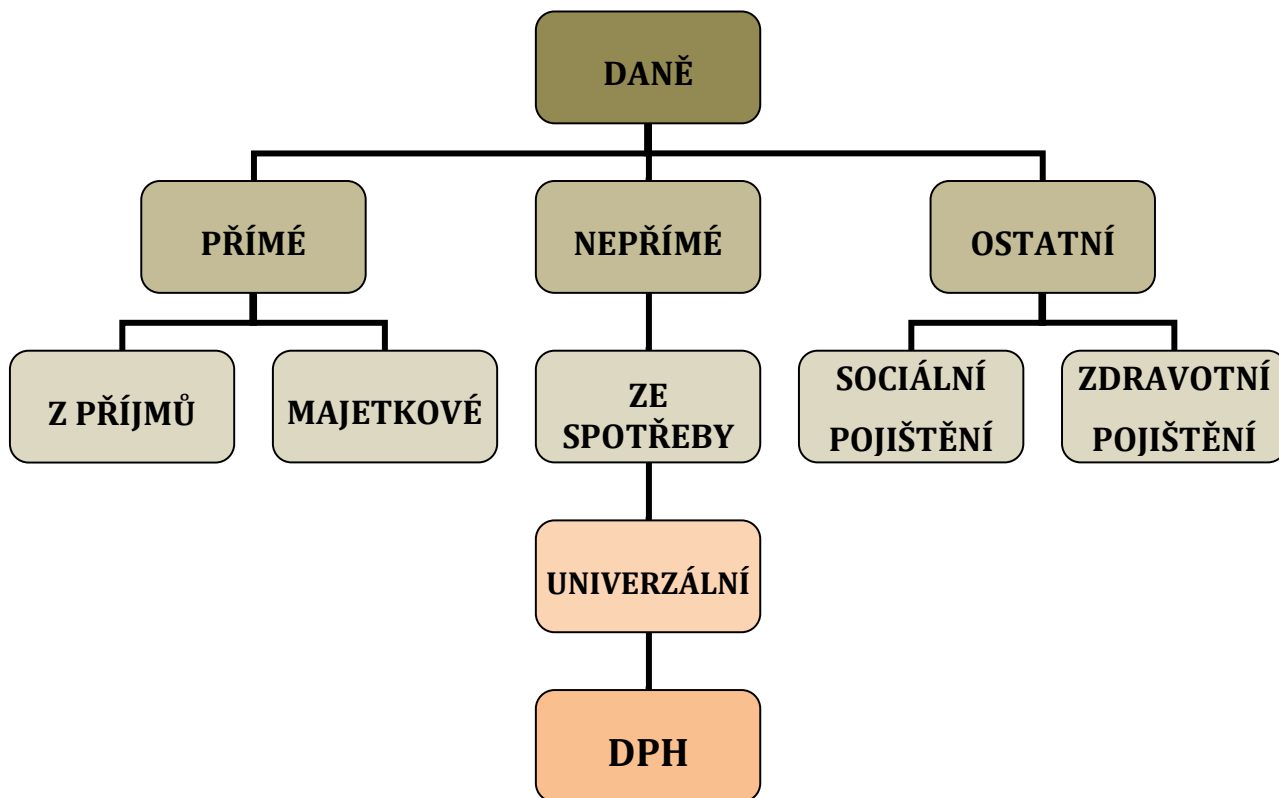 DANĚ
PŘÍMÉ
NEPŘÍMÉ
OSTATNÍ
Z PŘÍJMŮ
MAJETKOVÉ
ZE
SPOTŘEBY
SOCIÁLNÍ
POJIŠTĚNÍ
ZDRAVOTNÍ
POJIŠTĚNÍ
UNIVERZÁLNÍ
DPH